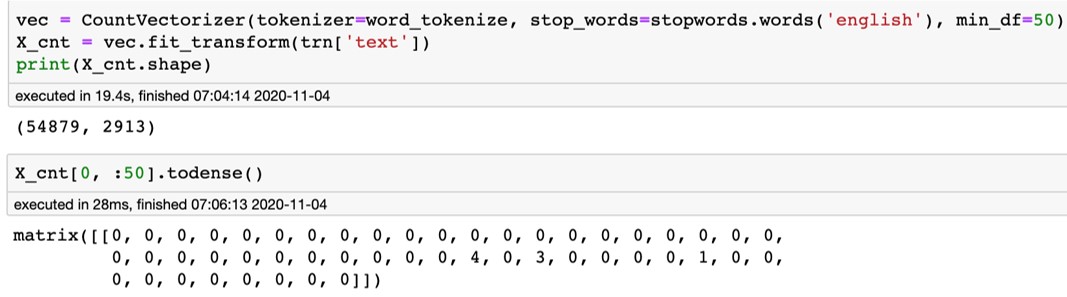 vec = CountVectorizer(tokenizer=word_tokenize, stop_words=stopwords.words('english'), min_df=50)
X_cnt = vec.fit_transform(trn['text'])
print(X_cnt.shape)
executed in 19.4s, finished 07:04:14 2020-11-04
(54879, 2913)
X_cnt[0, :50].todense()
executed in 28ms, finished 07:06:13 2020-11-04
matrix([[0, 0, 0, 0, 0, 0, 0, 0, 0, 0, 0, 0, 0, 0, 0, 0, 0, 0, 0, 0, 0,
0, 0, 0, 0, 0, 0, 0, 0, 0, 0, 0, 4, 0, 3, 0, 0, 0, 0, 1, 0, 0,
0, 0, 0, 0, 0, 0, 0, 0]])